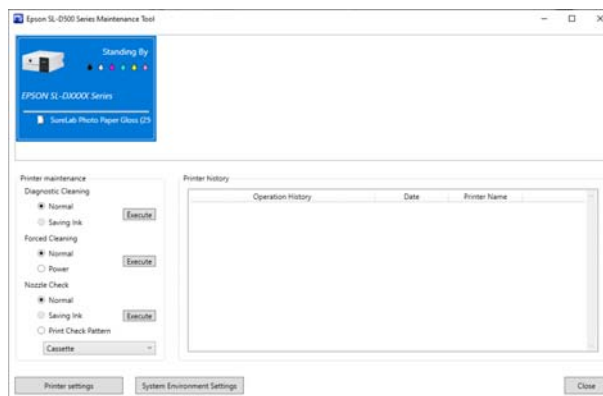 Epson SL-D500 Series Maintenance Tool
Standing By
EPSON SL-DXXXX Series
SureLab Photo Paper Gloss (25
Printer maintenance
Diagnostic Cleaning
Normal
Saving Ink
Execute
Forced Cleaning
Normal
Power
Execute
Nozzle Check
Normal
Saving Ink
Execute
Print Check Pattern
Cassette
Printer history
Operation History Date Printer Name
Printer settings System Environment Settings Close